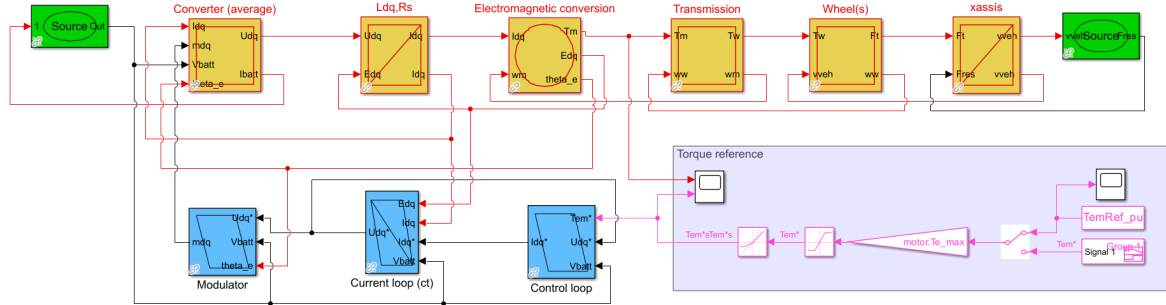 Converter (average)
Ldq,Rs
Electromagnetic conversion
Transmission
Wheel(s)
xassís
1
Source
Out
Idq
mdq
Vbatt
theta_e
Udq
Ibatt
Udq
Edq
Idq
Idq
Idq
wm
Tm
Edq
theta_e
Tm
ww
Tw
wm
Tw
vveh
Ft
ww
Ft
Fres
vveh
vveh
vveh
Source
Fres
Torque reference
mdq
Udq*
Vbatt
theta_e
Modulator
Udq*
Edq
Idq
Idq*
Vbatt
Current loop (ct)
Idq*
Tem*
Udq*
Vbatt
Control loop
Tem*s
Tem*s
Tem*
motor.Te_max
TemRef_pu
Tem*
Group 1
Signal 1